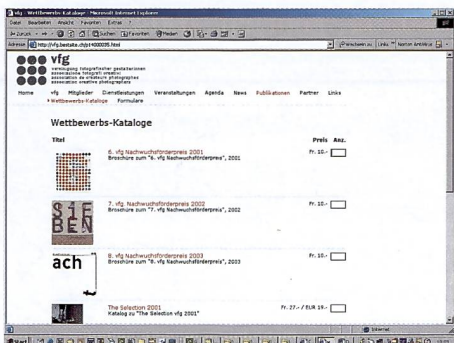 vfg - Wettbewerbs-Kataloge - Microsoft Internet Explorer
Datei Bearbeiten Ansicht Favoriten Extras ?
Zurück Suchen Favoriten Medien
Adresse http://vfg.bestsite.ch/p14000035.html Links Norton AntiVirus
vfg
vereinigung fotografischer gestalterinnen
associazione fotografi creativi
association de créateurs photographes
association creative photographers
Home vfg Mitglieder Dienstleistungen Veranstaltungen Agenda News Publikationen Partner Links
Wettbewerbs-Kataloge Formulare
Wettbewerbs-Kataloge
Titel Preis Anz.
6. vfg Nachwuchsförderpreis 2001 Fr. 10.-
Broschüre zum "6. vfg Nachwuchsförderpreis", 2001
SIE
BEN
7. vfg Nachwuchsförderpreis 2002 Fr. 10.-
Broschüre zum "7. vfg Nachwuchsförderpreis", 2002
ach
t
8. vfg Nachwuchsförderpreis 2003 Fr. 10.-
Broschüre zum "8. vfg Nachwuchsförderpreis", 2003
The Selection 2001 Fr. 27.- / EUR 19.-
Katalog zu "The Selection vfg 2001"
Internet
Start